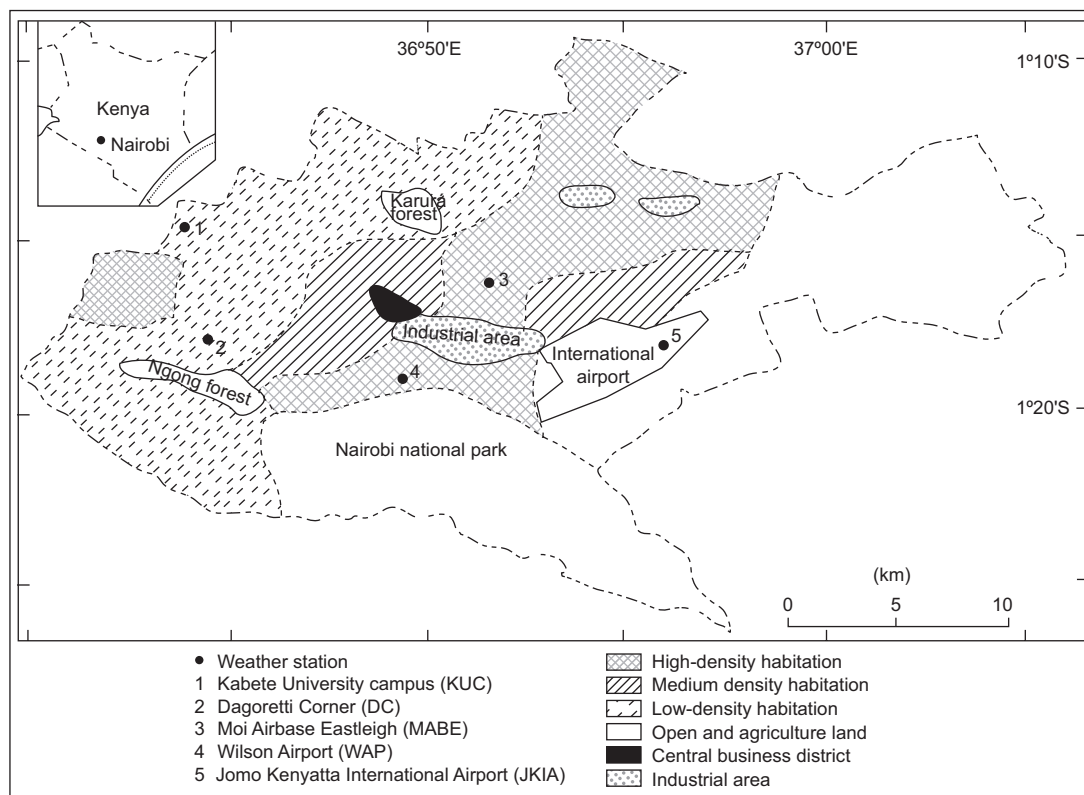 36°50'E
37°00'E
1°10'S
Kenya
Nairobi
Karura
forest
1
3
2
Industrial area
5
International
airport
Ngong forest
4
1°20'S
Nairobi national park
(km)
0 5 10
Weather station
1 Kabete University campus (KUC)
2 Dagoretti Corner (DC)
3 Moi Airbase Eastleigh (MABE)
4 Wilson Airport (WAP)
5 Jomo Kenyatta International Airport (JKIA)
High-density habitation
Medium density habitation
Low-density habitation
Open and agriculture land
Central business district
Industrial area